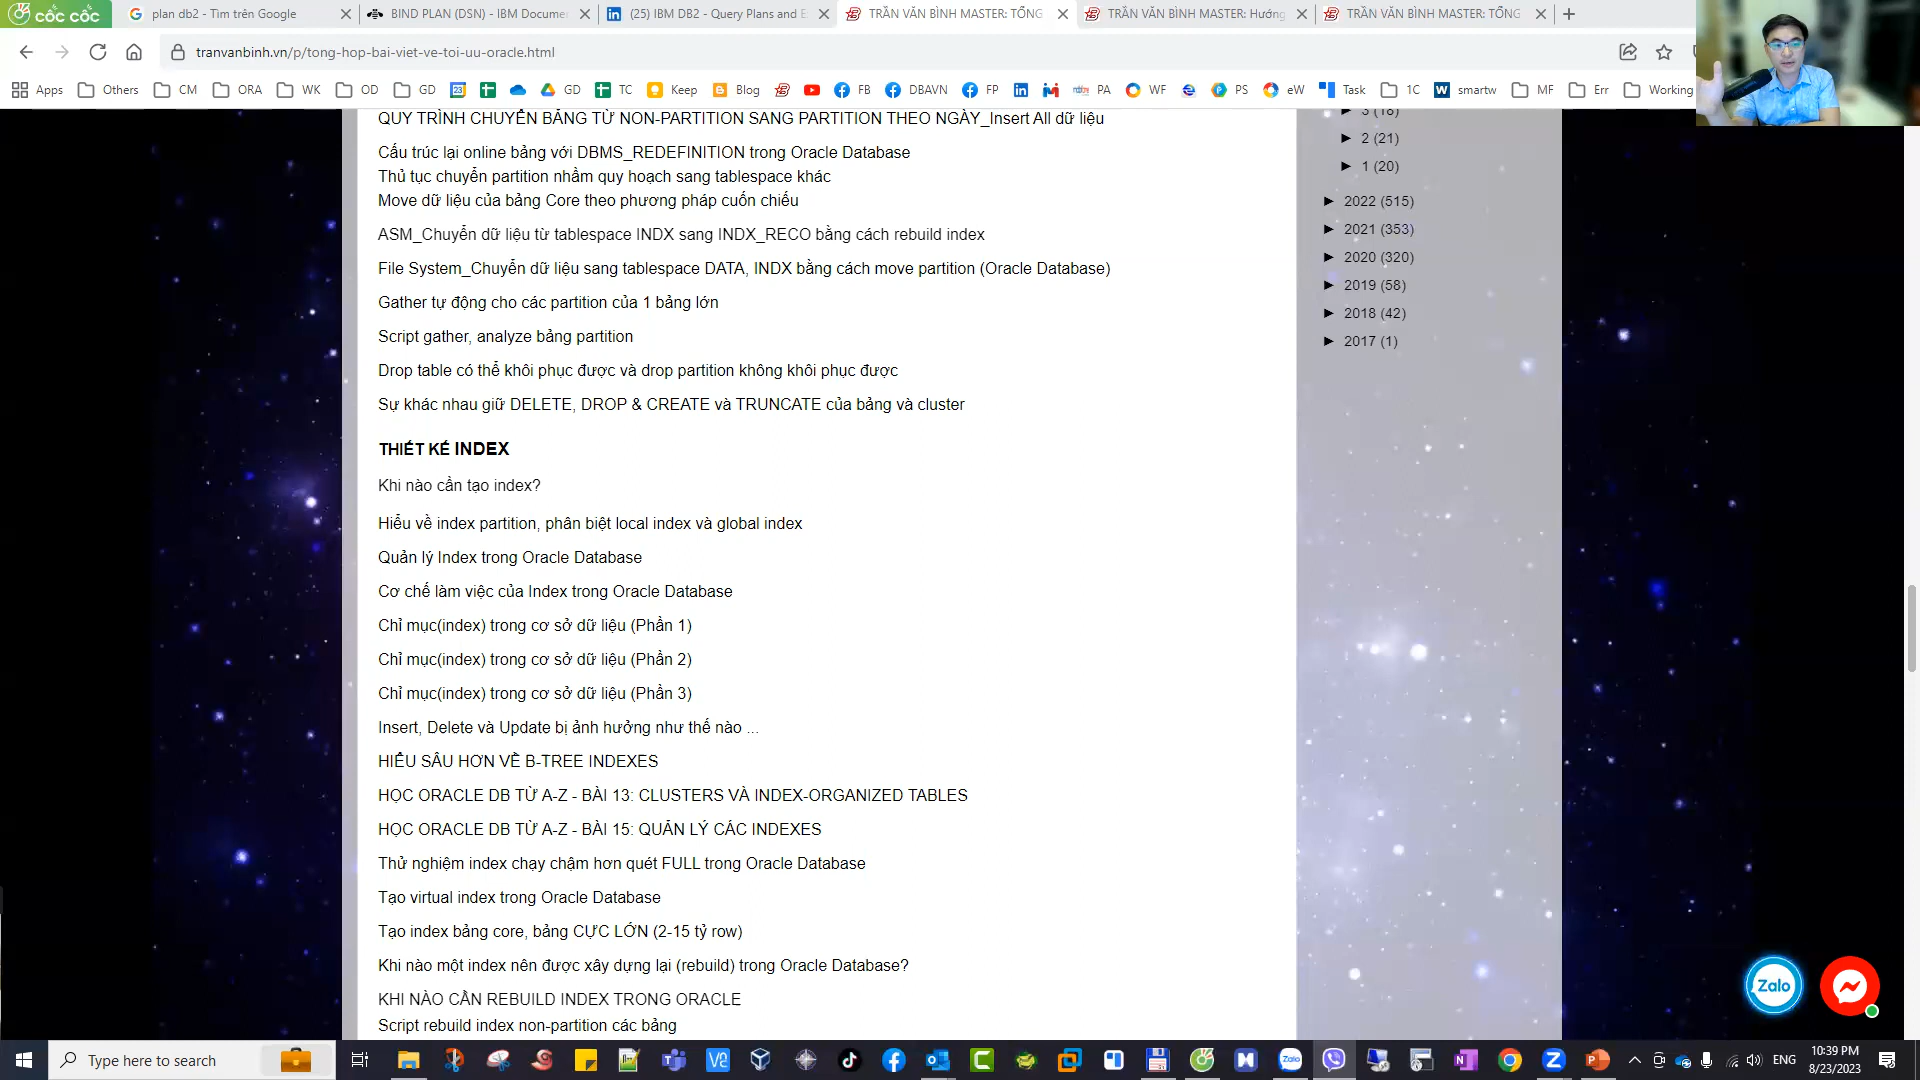 cốc cốc
plan db2 - Tìm trên Google
BIND PLAN (DSN) - IBM Docume
(25) IBM DB2 - Query Plans and E
TRẦN VĂN BÌNH MASTER: TỔNG
TRẦN VĂN BÌNH MASTER: Hướng
TRẦN VĂN BÌNH MASTER: TỔNG
tranvanbinh.vn/p/tong-hop-bai-viet-ve-toi-uu-oracle.html
Apps Others CM ORA WK OD GD 23 GD TC Keep Blog FB DBAVN FP PA WF PS eW Task 1C W smartw MF Err Working
QUY TRÌNH CHUYỂN BẢNG TỪ NON-PARTITION SANG PARTITION THEO NGÀY_Insert All dữ liệu
Cấu trúc lại online bảng với DBMS_REDEFINITION trong Oracle Database
Thủ tục chuyển partition nhằm quy hoạch sang tablespace khác
Move dữ liệu của bảng Core theo phương pháp cuốn chiếu
ASM_Chuyển dữ liệu từ tablespace INDX sang INDX_RECO bằng cách rebuild index
File System_Chuyển dữ liệu sang tablespace DATA, INDX bằng cách move partition (Oracle Database)
Gather tự động cho các partition của 1 bảng lớn
Script gather, analyze bảng partition
Drop table có thể khôi phục được và drop partition không khôi phục được
Sự khác nhau giữ DELETE, DROP & CREATE và TRUNCATE của bảng và cluster
THIẾT KẾ INDEX
Khi nào cần tạo index?
Hiểu về index partition, phân biệt local index và global index
Quản lý Index trong Oracle Database
Cơ chế làm việc của Index trong Oracle Database
Chỉ mục(index) trong cơ sở dữ liệu (Phần 1)
Chỉ mục(index) trong cơ sở dữ liệu (Phần 2)
Chỉ mục(index) trong cơ sở dữ liệu (Phần 3)
Insert, Delete và Update bị ảnh hưởng như thế nào ...
HIỂU SÂU HƠN VỀ B-TREE INDEXES
HỌC ORACLE DB TỪ A-Z - BÀI 13: CLUSTERS VÀ INDEX-ORGANIZED TABLES
HỌC ORACLE DB TỪ A-Z - BÀI 15: QUẢN LÝ CÁC INDEXES
Thử nghiệm index chạy chậm hơn quét FULL trong Oracle Database
Tạo virtual index trong Oracle Database
Tạo index bảng core, bảng CỰC LỚN (2-15 tỷ row)
Khi nào một index nên được xây dựng lại (rebuild) trong Oracle Database?
KHI NÀO CẦN REBUILD INDEX TRONG ORACLE
Script rebuild index non-partition các bảng
► 3 (18)
► 2 (21)
► 1 (20)
► 2022 (515)
► 2021 (353)
► 2020 (320)
► 2019 (58)
► 2018 (42)
► 2017 (1)
Zalo
Type here to search
Zalo
ENG
10:39 PM
8/23/2023